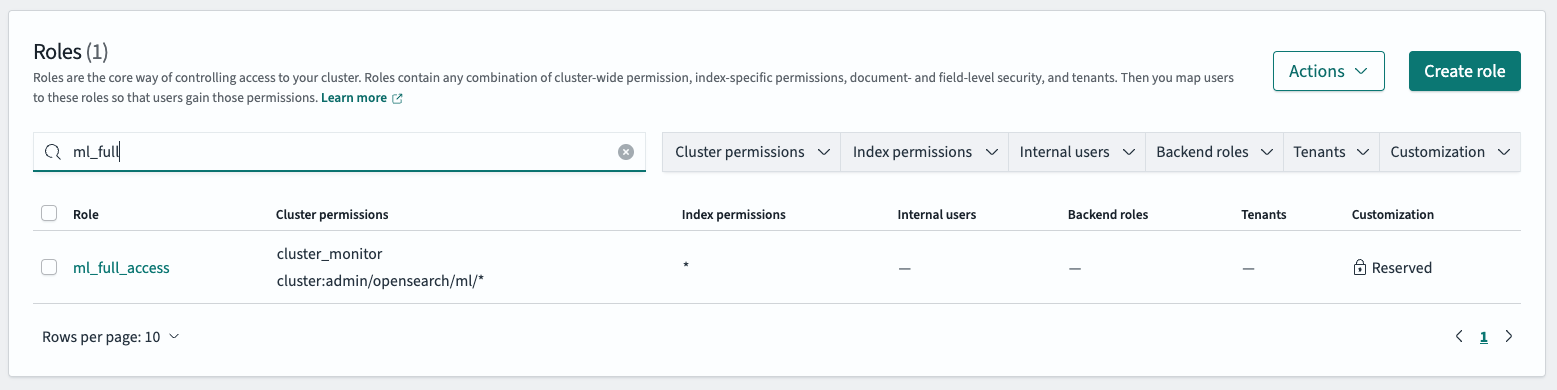 Roles (1)
Roles are the core way of controlling access to your cluster. Roles contain any combination of cluster-wide permission, index-specific permissions, document- and field-level security, and tenants. Then you map users
to these roles so that users gain those permissions. Learn more
Actions
Create role
ml_full
Cluster permissions Index permissions Internal users Backend roles Tenants Customization
Role Cluster permissions Index permissions Internal users Backend roles Tenants Customization
ml_full_access cluster_monitor * — — — Reserved
cluster:admin/opensearch/ml/*
Rows per page: 10 1